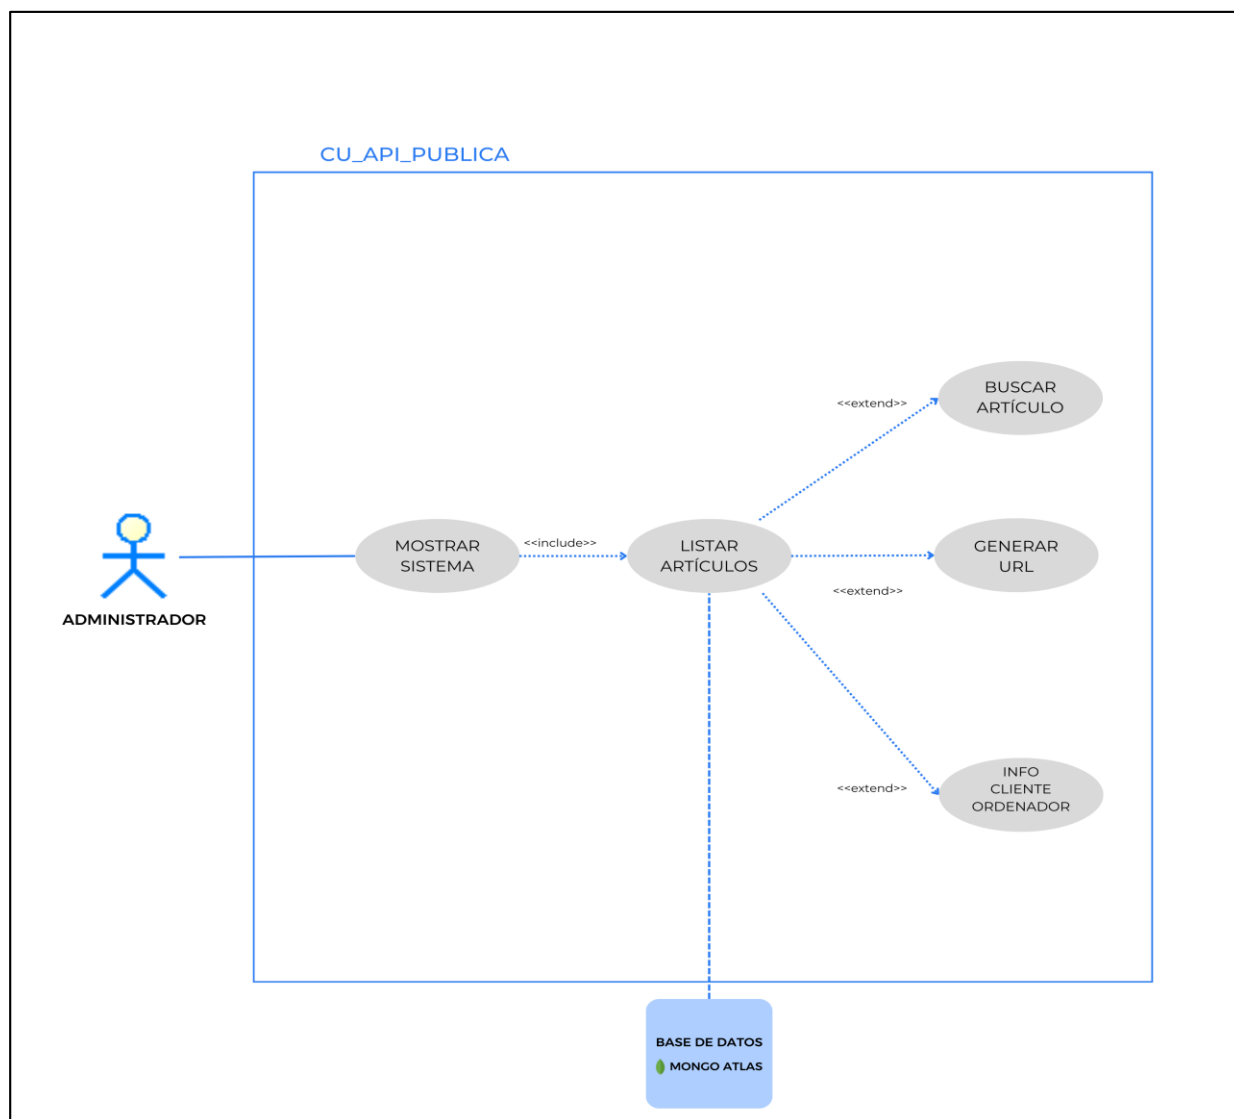 CU_API_PUBLICA
BUSCAR
ARTÍCULO
<<extend>>
MOSTRAR
SISTEMA
<<include>>
LISTAR
ARTÍCULOS
GENERAR
URL
<<extend>>
ADMINISTRADOR
INFO
CLIENTE
ORDENADOR
<<extend>>
BASE DE DATOS
MONGO ATLAS